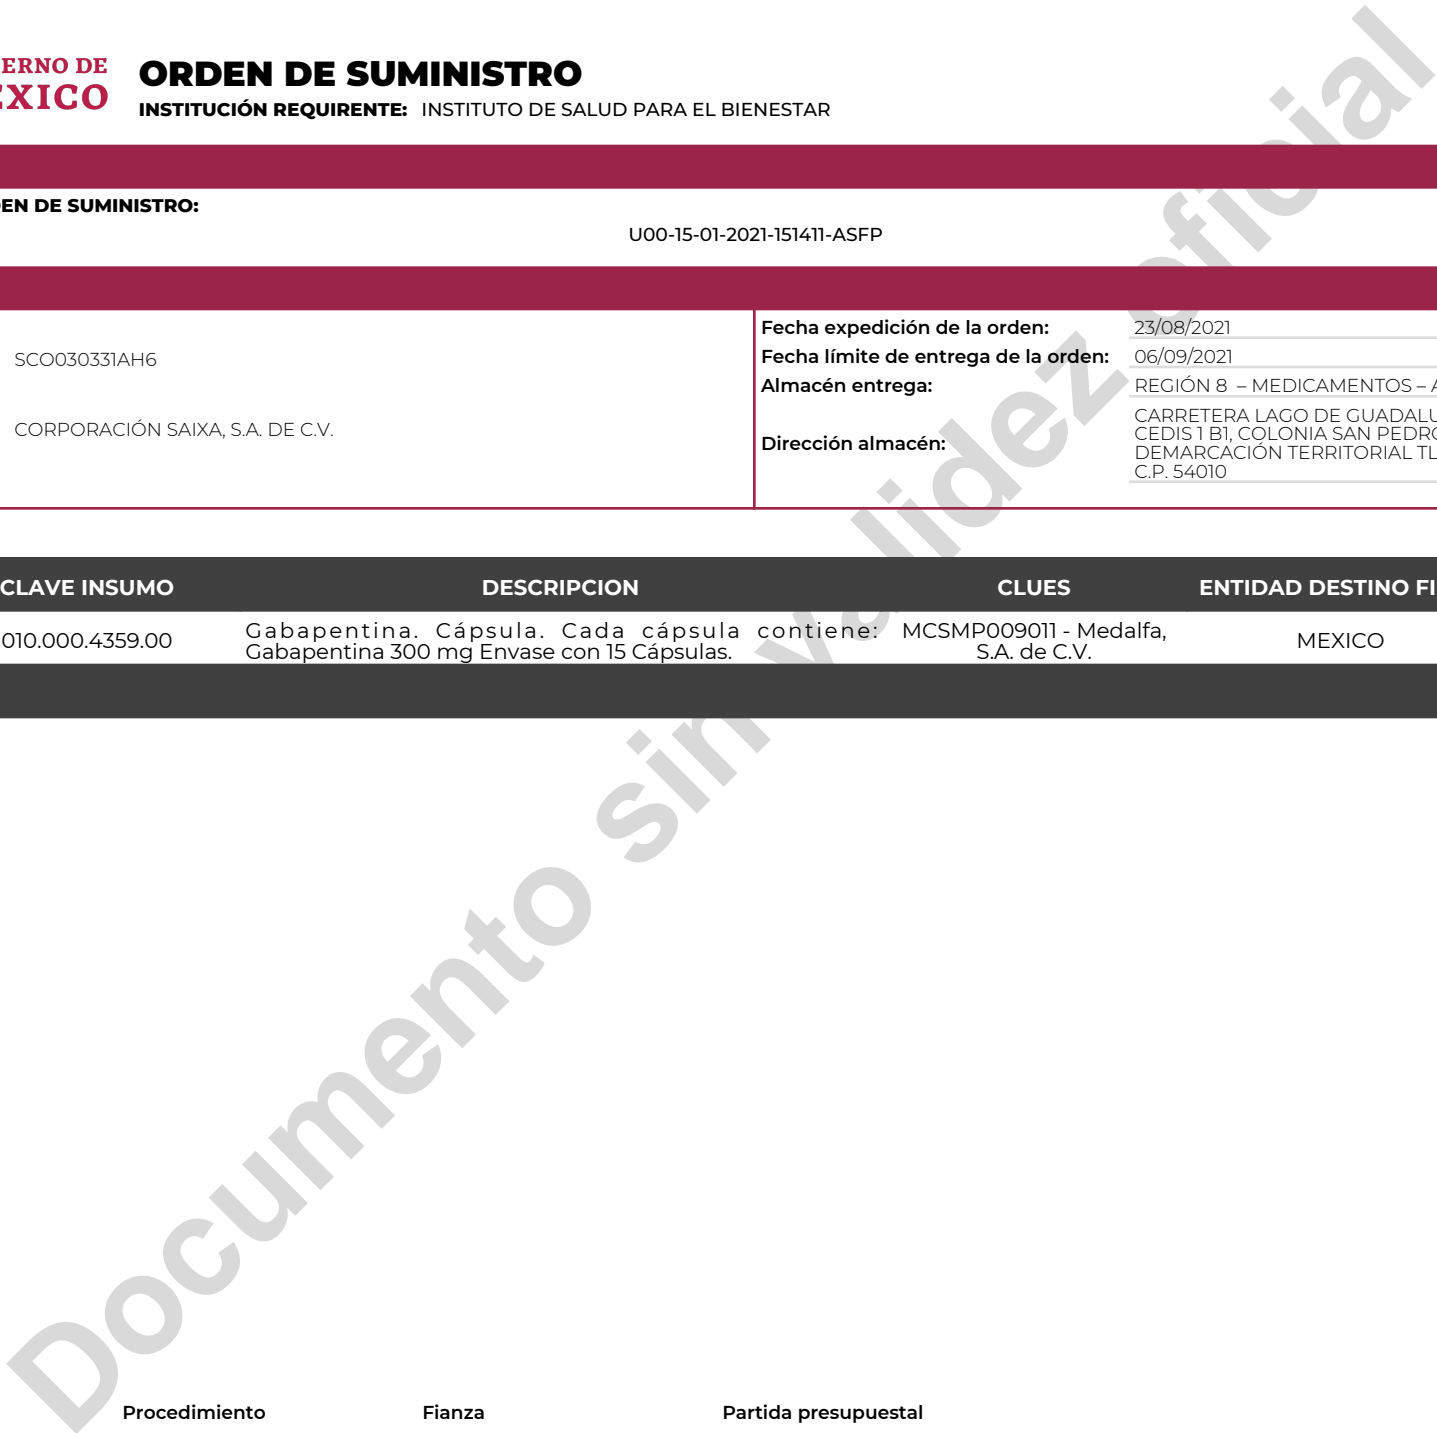 ERNO DE
EXICO
ORDEN DE SUMINISTRO
INSTITUCIÓN REQUIRENTE: INSTITUTO DE SALUD PARA EL BIENESTAR
EN DE SUMINISTRO:
U00-15-01-2021-151411-ASFP
SCO030331AH6
CORPORACIÓN SAIXA, S.A. DE C.V.
Fecha expedición de la orden: 23/08/2021
Fecha límite de entrega de la orden: 06/09/2021
Almacén entrega: REGIÓN 8 – MEDICAMENTOS – A
Dirección almacén:
CARRETERA LAGO DE GUADALU
CEDIS 1 B1, COLONIA SAN PEDRO
DEMARCACIÓN TERRITORIAL TL
C.P. 54010
CLAVE INSUMO DESCRIPCION CLUES ENTIDAD DESTINO FI
010.000.4359.00
Gabapentina. Cápsula. Cada cápsula contiene:
Gabapentina 300 mg Envase con 15 Cápsulas.
MCSMP009011 - Medalfa,
S.A. de C.V.
MEXICO
Documento sin validez oficial
Procedimiento Fianza Partida presupuestal